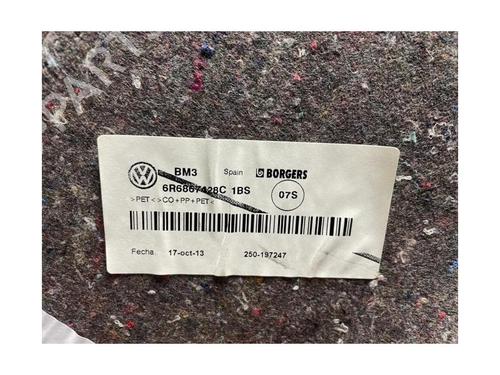 BM3 Spain BORGERS
6R6867428C 1BS 07S
>PET< >CO+PP+PET<
Fecha 17-oct-13 250-197247